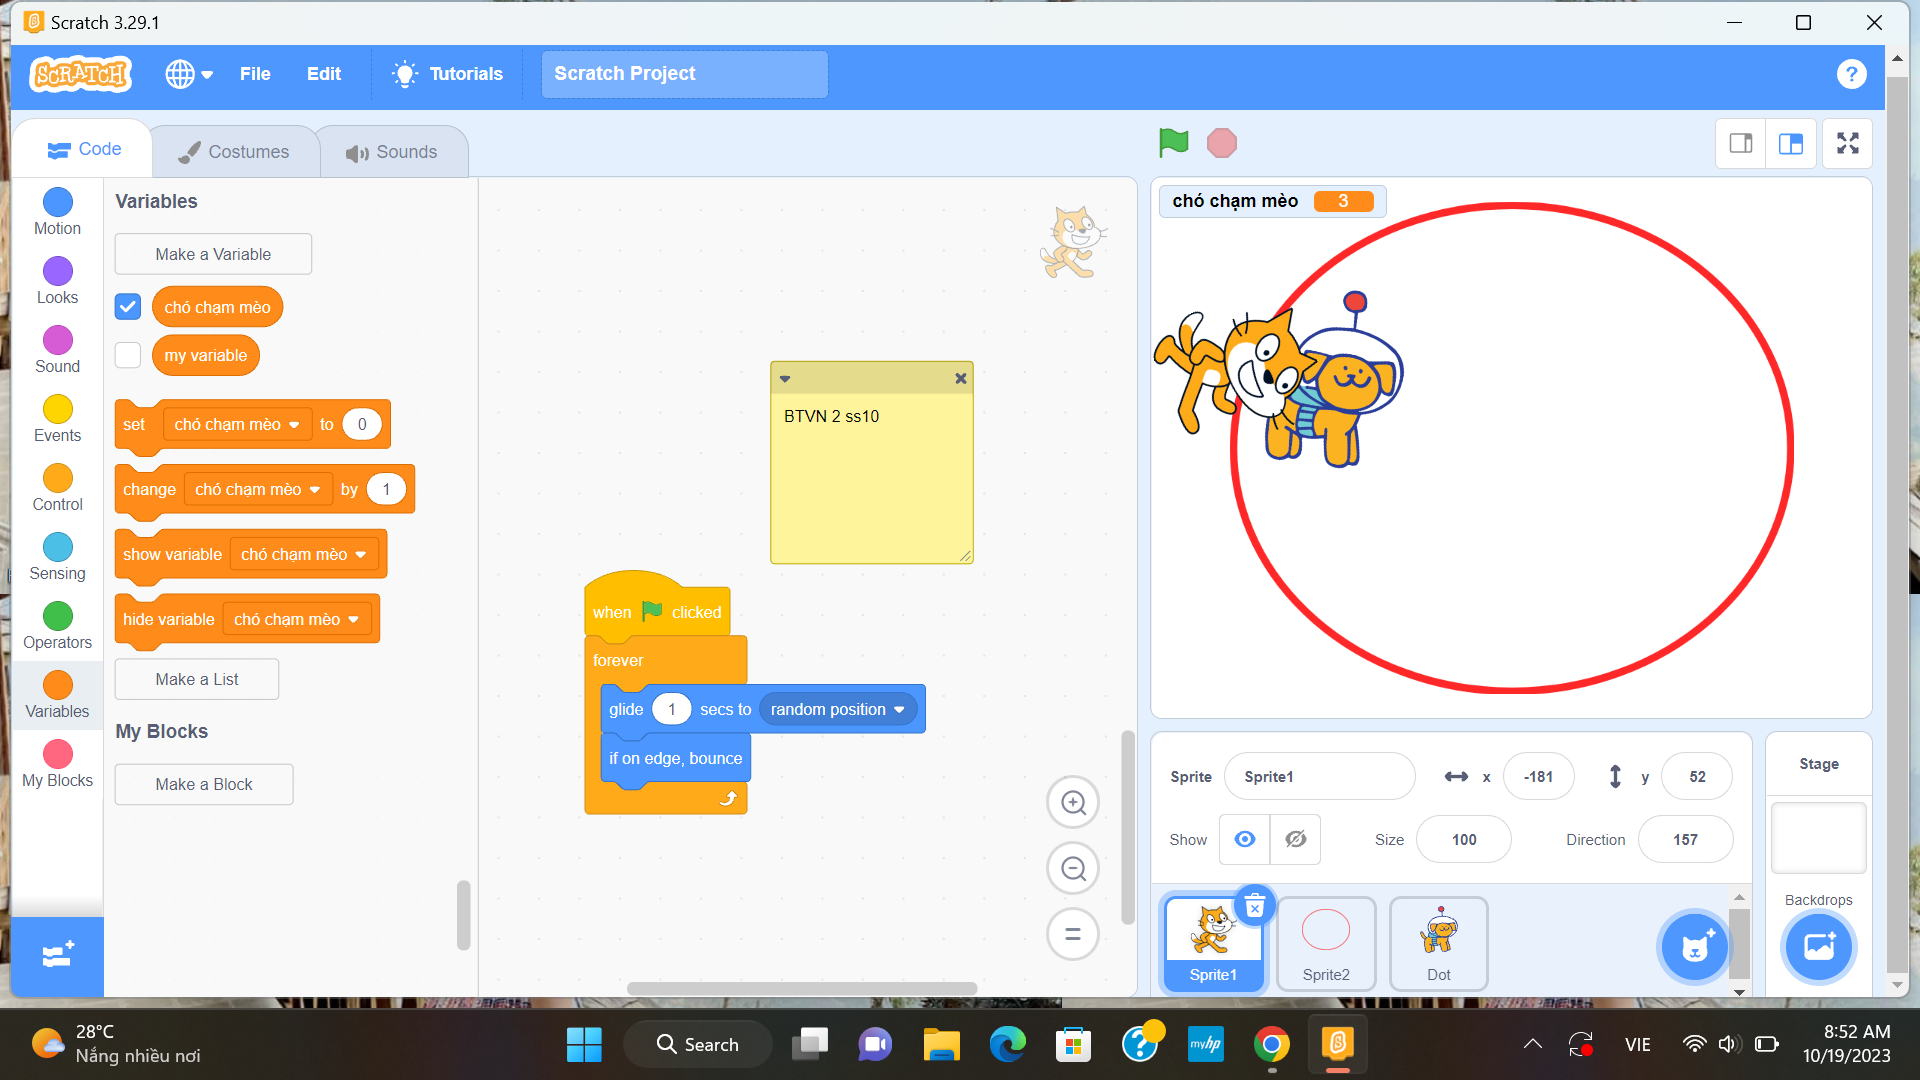 Scratch 3.29.1
SCRATCH
File
Edit
Tutorials
Scratch Project
?
Code
Costumes
Sounds
Motion
Looks
Sound
Events
Control
Sensing
Operators
Variables
My Blocks
Variables
Make a Variable
chó chạm mèo
my variable
set chó chạm mèo to 0
change chó chạm mèo by 1
show variable chó chạm mèo
hide variable chó chạm mèo
Make a List
My Blocks
Make a Block
BTVN 2 ss10
when clicked
forever
glide 1 secs to random position
if on edge, bounce
chó chạm mèo 3
Sprite Sprite1 x -181 y 52
Show Size 100 Direction 157
Sprite1
Sprite2
Dot
Stage
Backdrops
28°C
Nắng nhiều nơi
Search
myhp
VIE
8:52 AM
10/19/2023